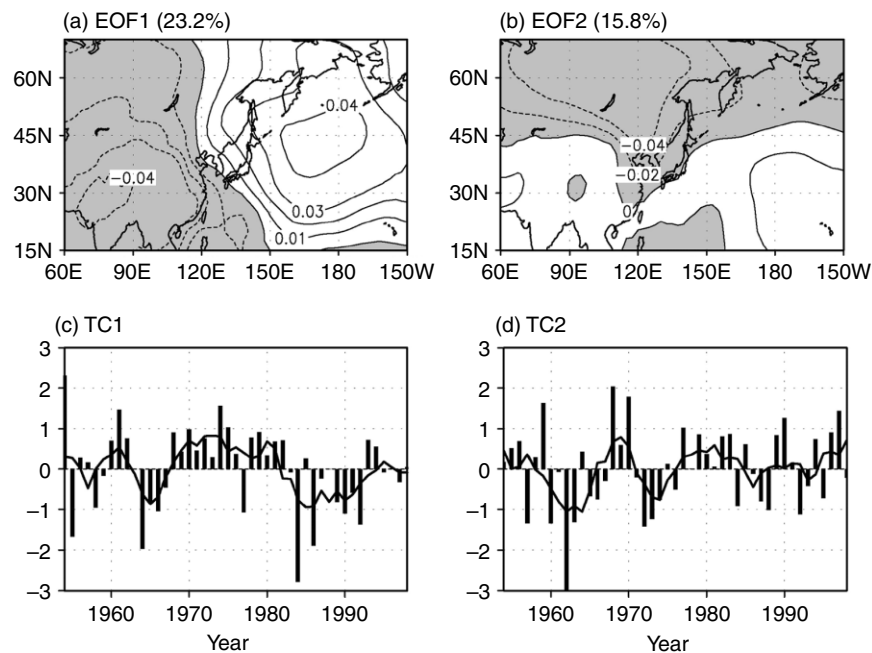 (a) EOF1 (23.2%)
(b) EOF2 (15.8%)
60N
45N
30N
15N
60E 90E 120E 150E 180 150W
0.04
−0.04
0.03
0.01
60N
45N
30N
15N
60E 90E 120E 150E 180 150W
−0.04
−0.02
0
(c) TC1
(d) TC2
3
2
1
0
−1
−2
−3
1960 1970 1980 1990
Year
3
2
1
0
−1
−2
−3
1960 1970 1980 1990
Year